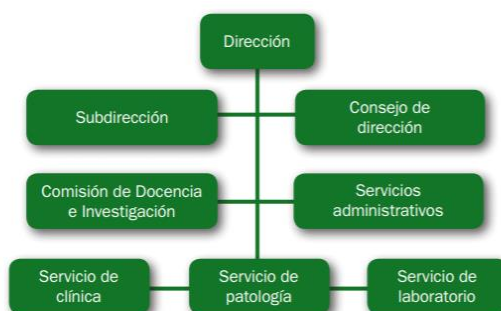 Dirección
Subdirección
Consejo de
dirección
Comisión de Docencia
e Investigación
Servicios
administrativos
Servicio de
clínica
Servicio de
patología
Servicio de
laboratorio